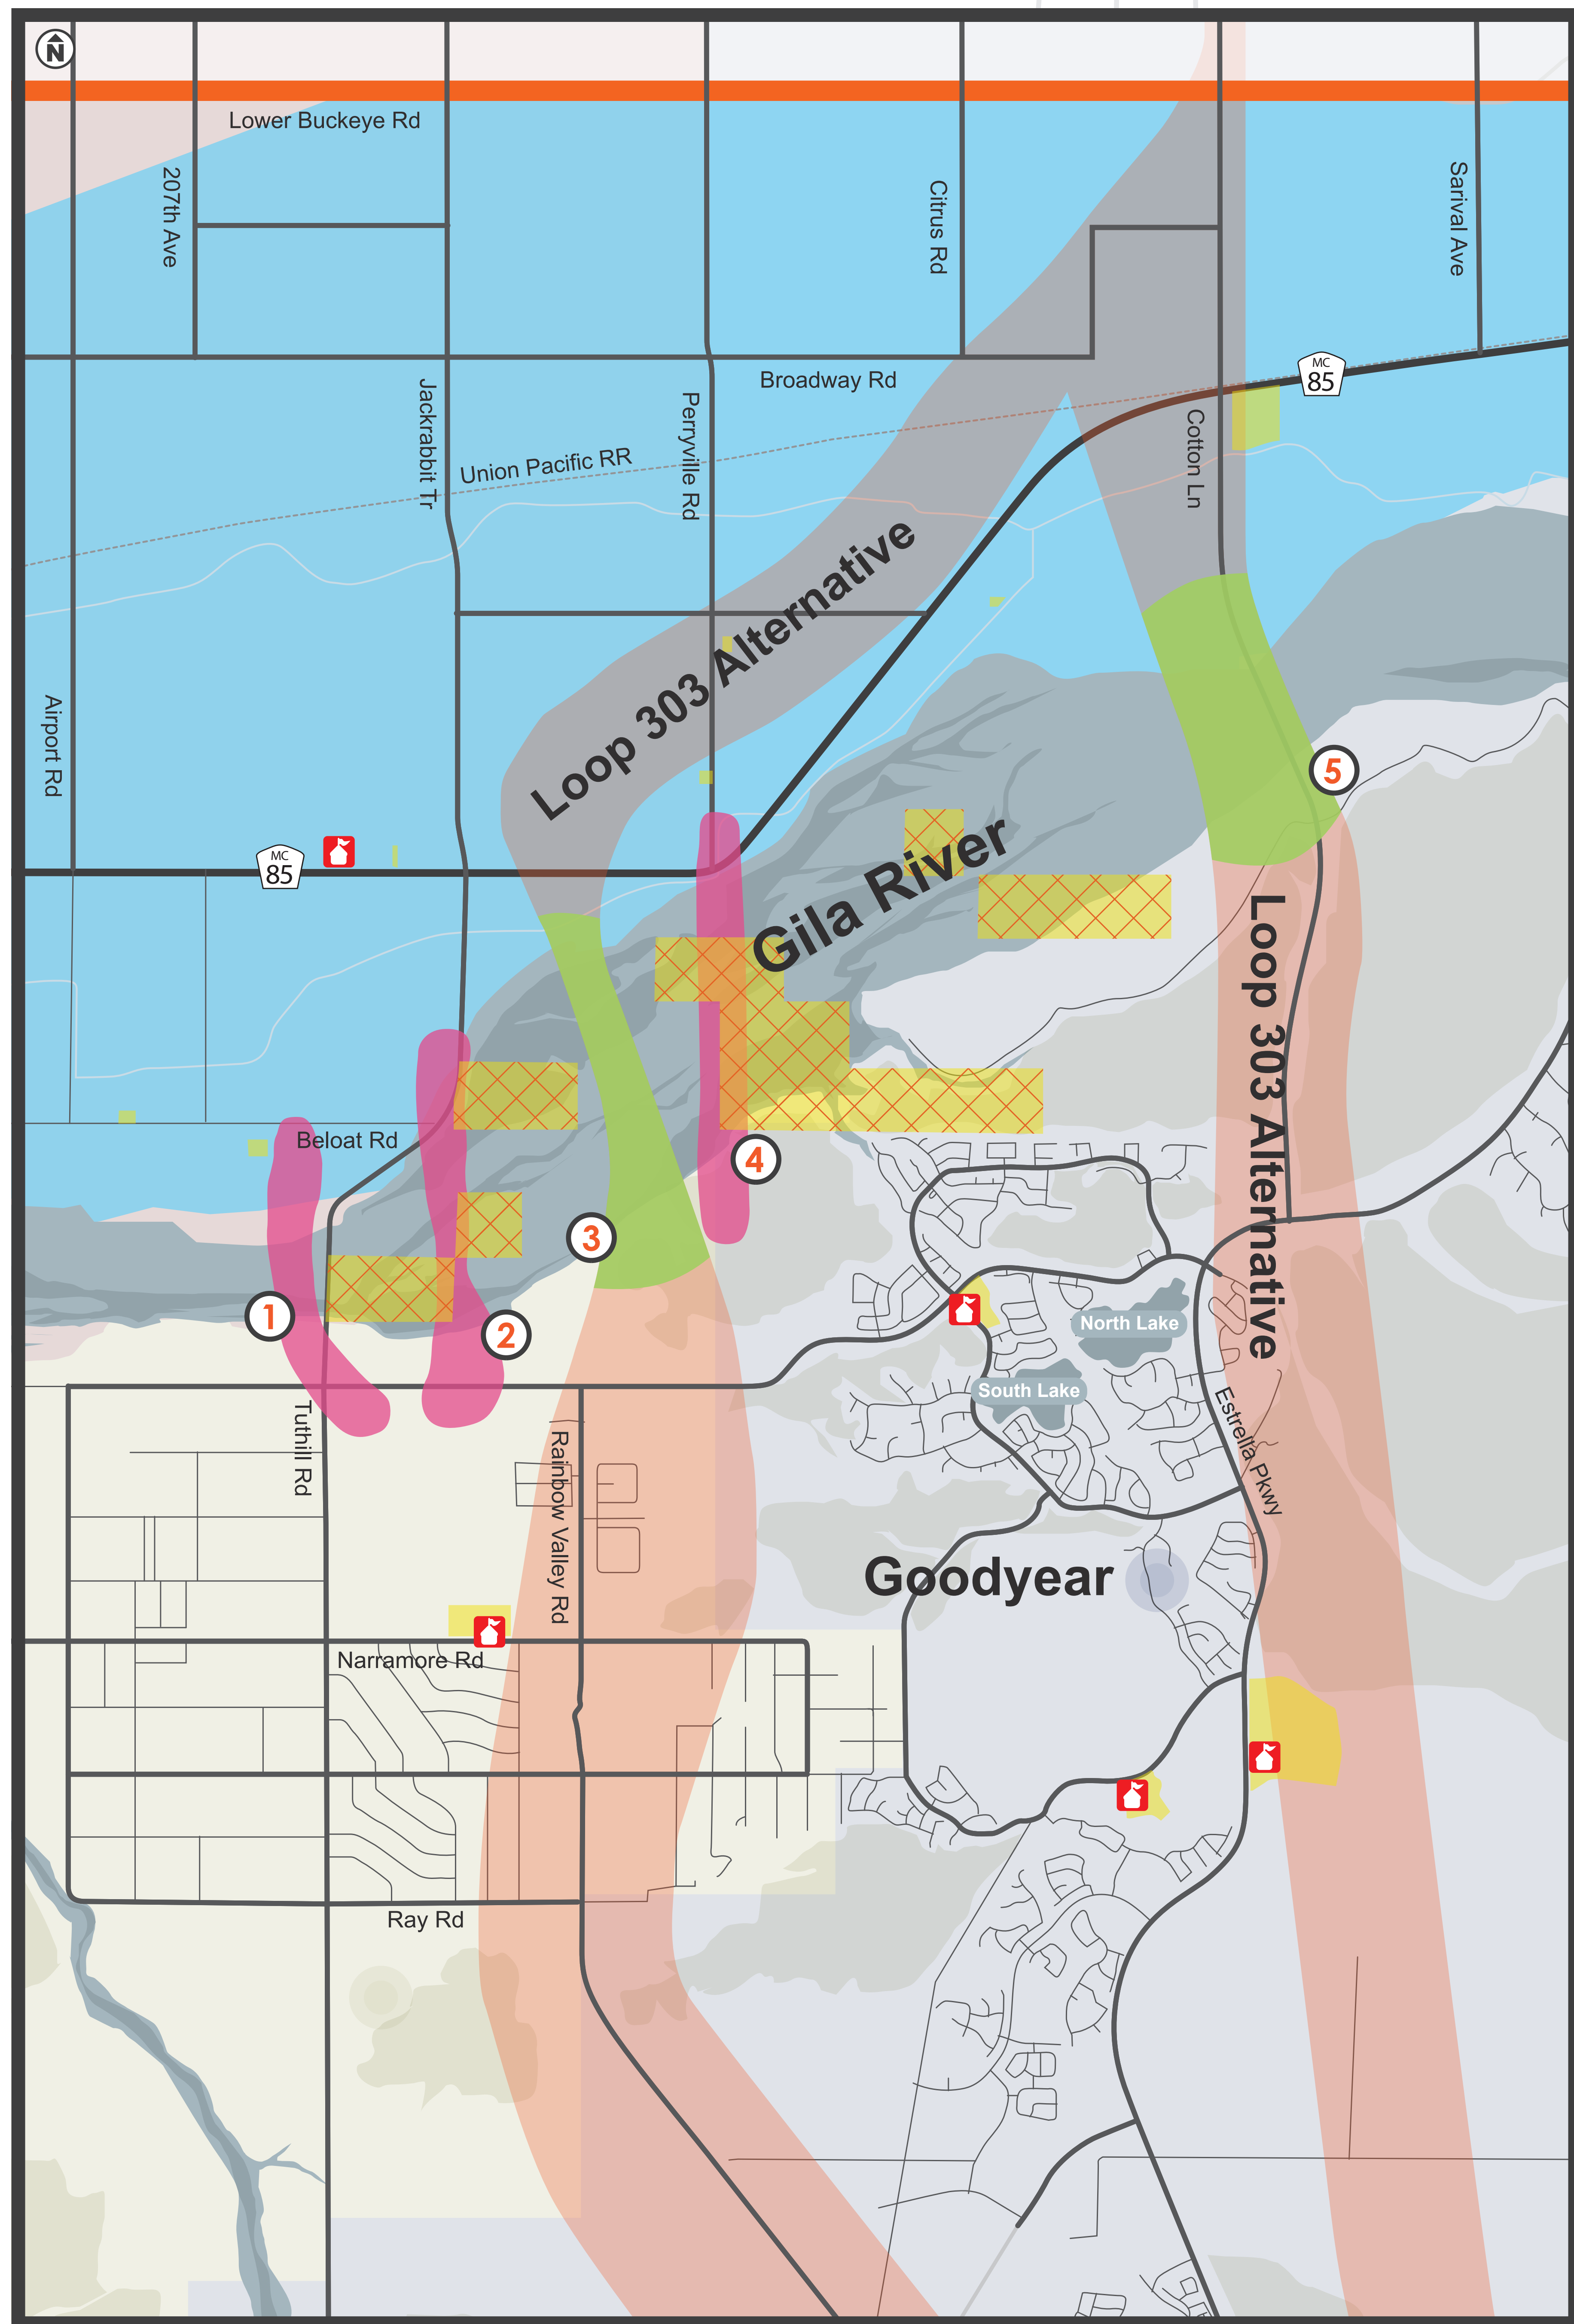 N
Lower Buckeye Rd
207th Ave
Citrus Rd
Sarival Ave
MC
85
Broadway Rd
Jackrabbit Tr
Perryville Rd
Cotton Ln
Union Pacific RR
Loop 303 Alternative
Airport Rd
5
MC
85
Gila River
Loop 303 Alternative
Beloat Rd
4
3
1
2
North Lake
South Lake
Estrella Pkwy
Tuthill Rd
Rainbow Valley Rd
Goodyear
Narramore Rd
Ray Rd